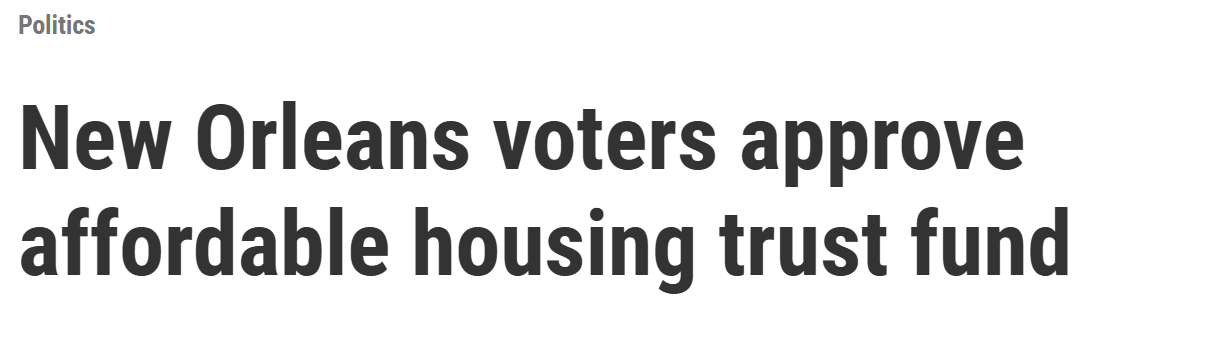 Politics
New Orleans voters approve
affordable housing trust fund